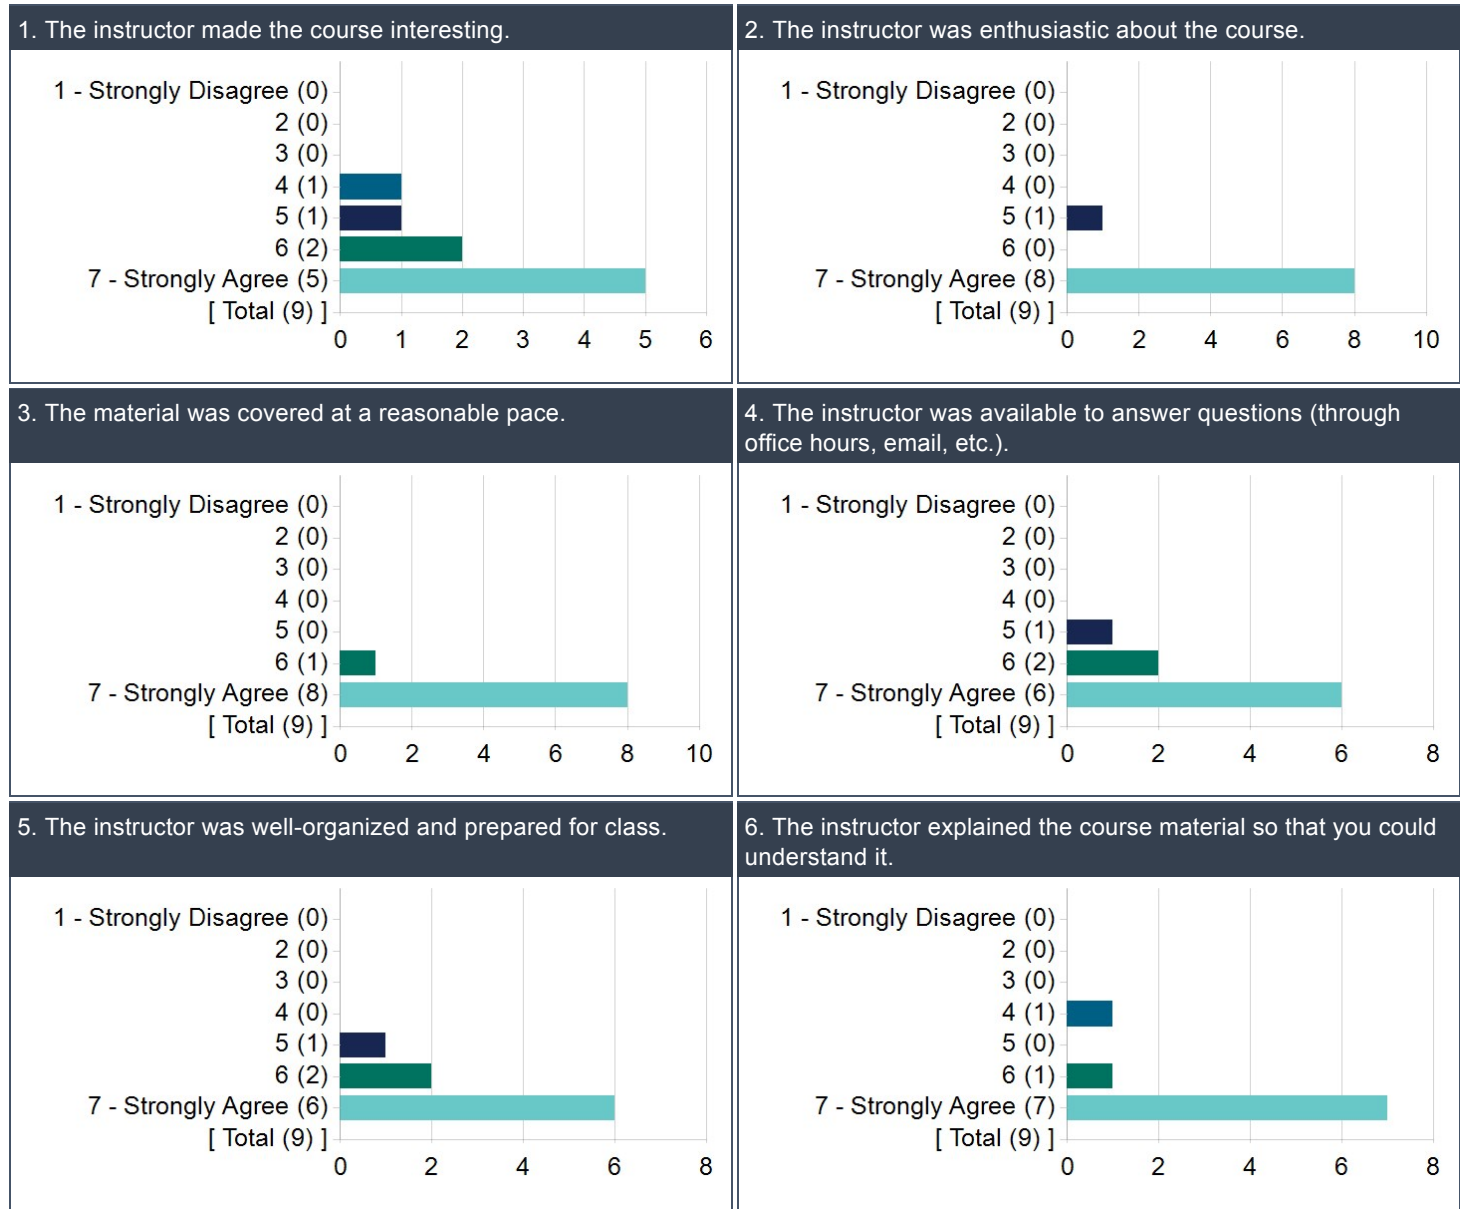 1. The instructor made the course interesting.
1 - Strongly Disagree (0)
2 (0)
3 (0)
4 (1)
5 (1)
6 (2)
7 - Strongly Agree (5)
[ Total (9) ]
0 1 2 3 4 5 6
2. The instructor was enthusiastic about the course.
1 - Strongly Disagree (0)
2 (0)
3 (0)
4 (0)
5 (1)
6 (0)
7 - Strongly Agree (8)
[ Total (9) ]
0 2 4 6 8 10
3. The material was covered at a reasonable pace.
1 - Strongly Disagree (0)
2 (0)
3 (0)
4 (0)
5 (0)
6 (1)
7 - Strongly Agree (8)
[ Total (9) ]
0 2 4 6 8 10
4. The instructor was available to answer questions (through
office hours, email, etc.).
1 - Strongly Disagree (0)
2 (0)
3 (0)
4 (0)
5 (1)
6 (2)
7 - Strongly Agree (6)
[ Total (9) ]
0 2 4 6 8
5. The instructor was well-organized and prepared for class.
1 - Strongly Disagree (0)
2 (0)
3 (0)
4 (0)
5 (1)
6 (2)
7 - Strongly Agree (6)
[ Total (9) ]
0 2 4 6 8
6. The instructor explained the course material so that you could
understand it.
1 - Strongly Disagree (0)
2 (0)
3 (0)
4 (1)
5 (0)
6 (1)
7 - Strongly Agree (7)
[ Total (9) ]
0 2 4 6 8